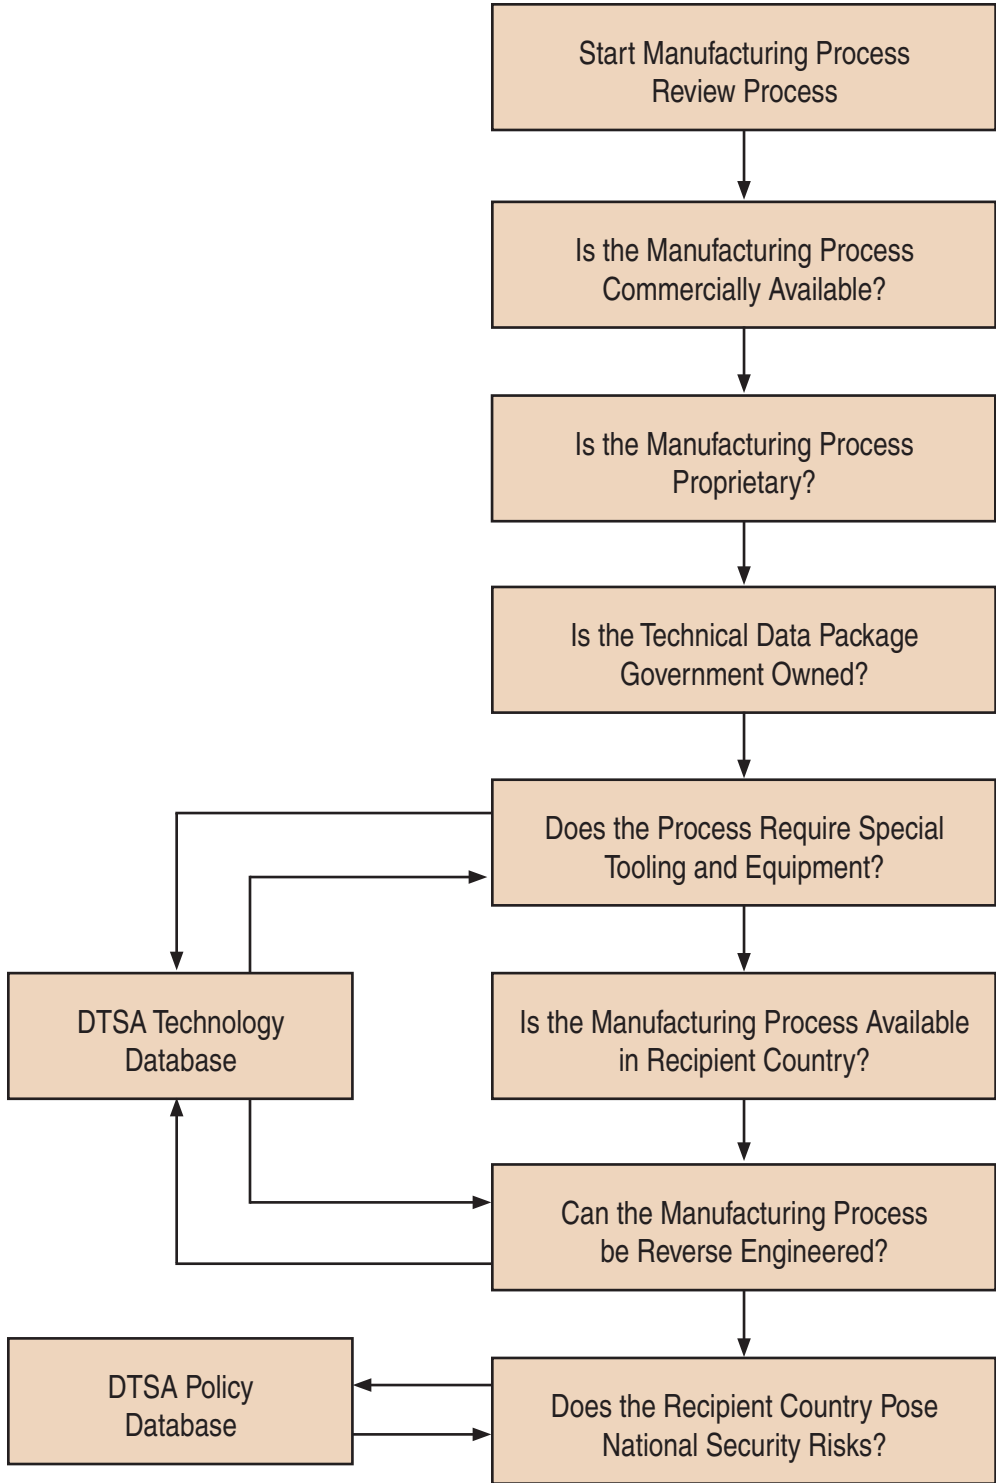 Start Manufacturing Process
Review Process
Is the Manufacturing Process
Commercially Available?
Is the Manufacturing Process
Proprietary?
Is the Technical Data Package
Government Owned?
Does the Process Require Special
Tooling and Equipment?
DTSA Technology
Database
Is the Manufacturing Process Available
in Recipient Country?
Can the Manufacturing Process
be Reverse Engineered?
DTSA Policy
Database
Does the Recipient Country Pose
National Security Risks?